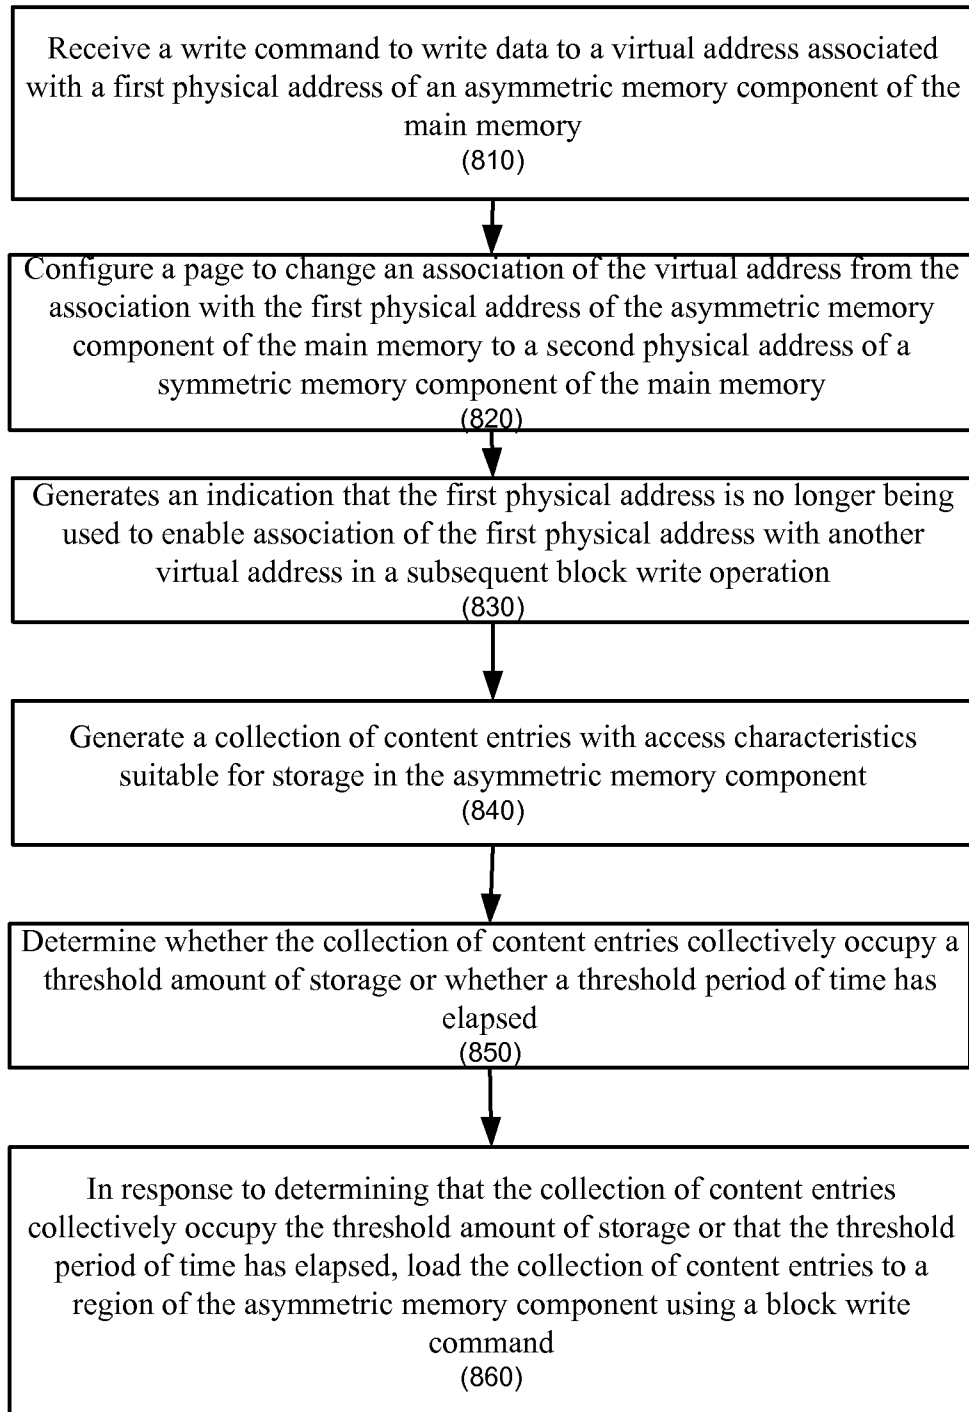 Receive a write command to write data to a virtual address associated
with a first physical address of an asymmetric memory component of the
main memory
(810)
Configure a page to change an association of the virtual address from the
association with the first physical address of the asymmetric memory
component of the main memory to a second physical address of a
symmetric memory component of the main memory
(820)
Generates an indication that the first physical address is no longer being
used to enable association of the first physical address with another
virtual address in a subsequent block write operation
(830)
Generate a collection of content entries with access characteristics
suitable for storage in the asymmetric memory component
(840)
Determine whether the collection of content entries collectively occupy a
threshold amount of storage or whether a threshold period of time has
elapsed
(850)
In response to determining that the collection of content entries
collectively occupy the threshold amount of storage or that the threshold
period of time has elapsed, load the collection of content entries to a
region of the asymmetric memory component using a block write
command
(860)